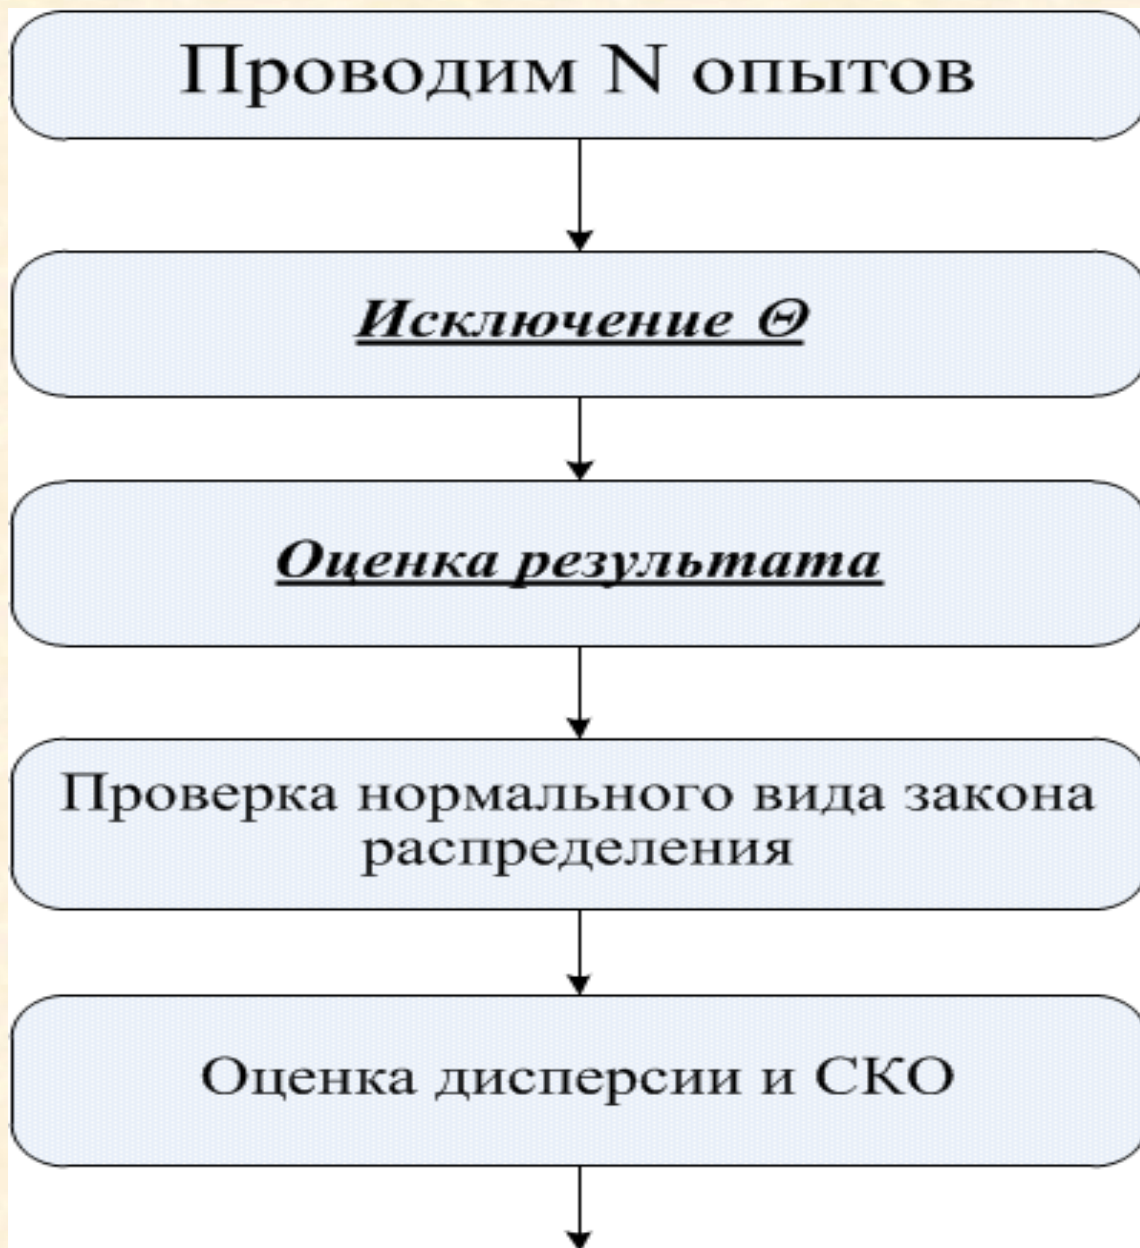 Проводим N опытов
Исключение Θ
Оценка результата
Проверка нормального вида закона
распределения
Оценка дисперсии и СКО